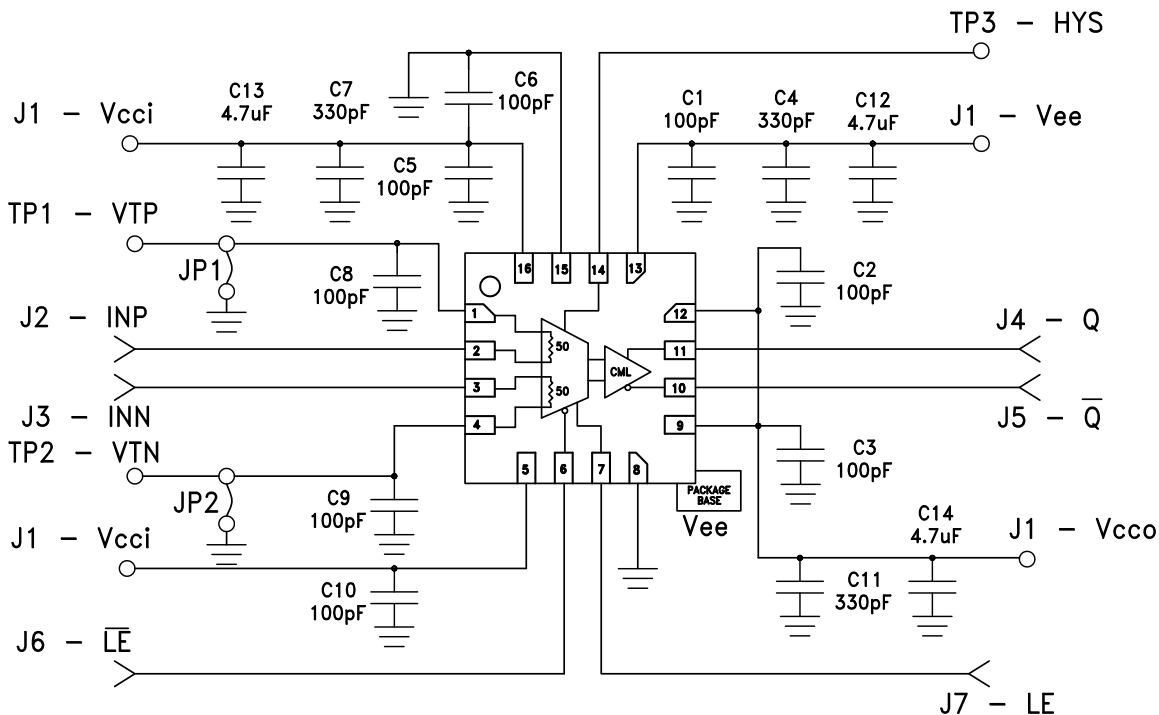 TP3 - HYS
C6
100pF
C13
4.7uF
C7
330pF
C1
100pF
C4
330pF
C12
4.7uF
J1 - Vcci
J1 - Vee
C5
100pF
TP1 - VTP
JP1
C8
100pF
16
15
14
13
C2
100pF
J2 - INP
1
12
J4 - Q
2
50
11
CML
3
50
10
J3 - INN
J5 - Q̅
4
9
TP2 - VTN
C3
100pF
5
6
7
8
JP2
C9
100pF
PACKAGE
BASE
Vee
J1 - Vcci
C14
4.7uF
J1 - Vcco
C10
100pF
C11
330pF
J6 - L̅E̅
J7 - LE